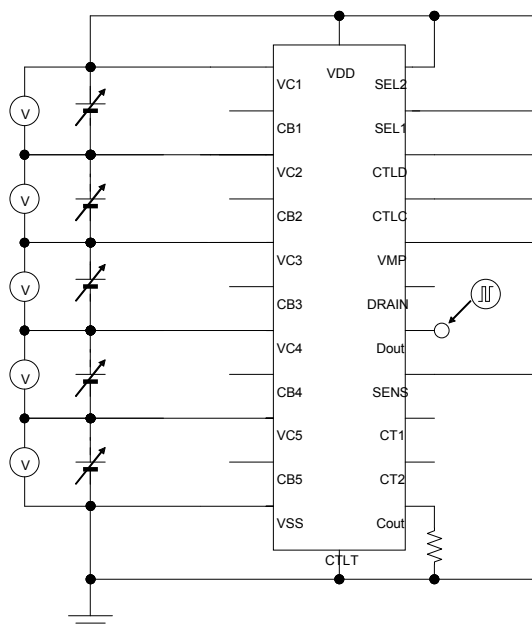 VDD
VC1
SEL2
V
CB1
SEL1
VC2
CTLD
V
CB2
CTLC
VC3
VMP
V
CB3
DRAIN
VC4
Dout
V
CB4
SENS
VC5
CT1
V
CB5
CT2
VSS
Cout
CTLT